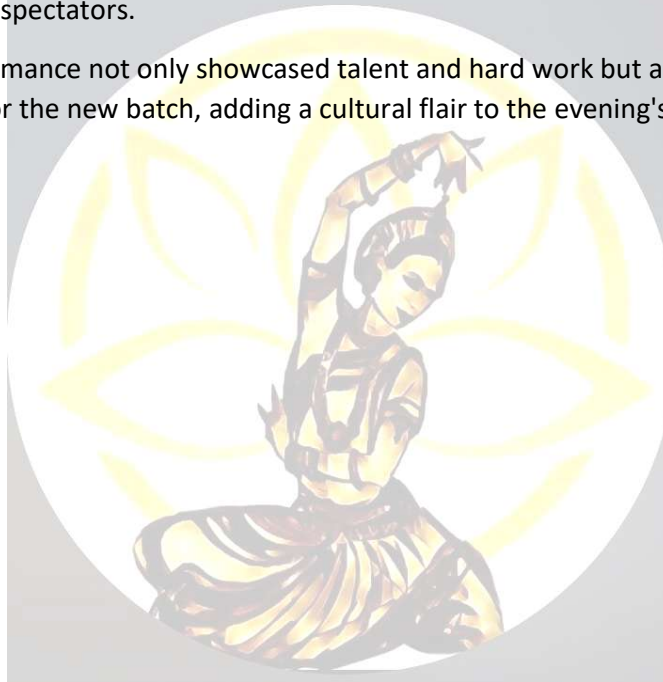 spectators.
mance not only showcased talent and hard work but a
r the new batch, adding a cultural flair to the evening's